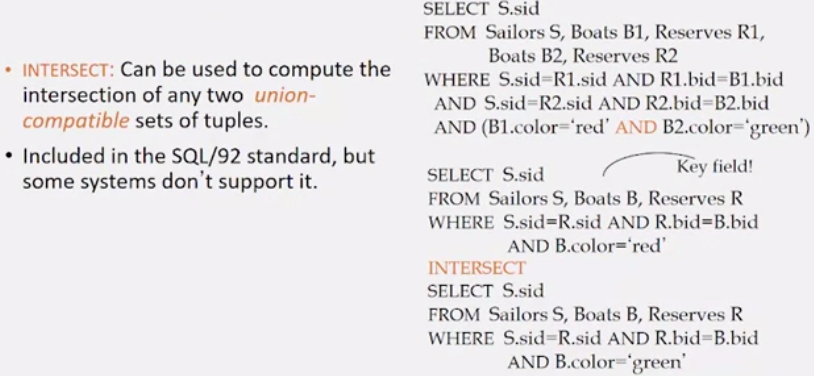 • INTERSECT: Can be used to compute the
intersection of any two union-
compatible sets of tuples.
• Included in the SQL/92 standard, but
some systems don't support it.
SELECT S.sid
FROM Sailors S, Boats B1, Reserves R1,
Boats B2, Reserves R2
WHERE S.sid=R1.sid AND R1.bid=B1.bid
AND S.sid=R2.sid AND R2.bid=B2.bid
AND (B1.color='red' AND B2.color='green')
Key field!
SELECT S.sid
FROM Sailors S, Boats B, Reserves R
WHERE S.sid=R.sid AND R.bid=B.bid
AND B.color='red'
INTERSECT
SELECT S.sid
FROM Sailors S, Boats B, Reserves R
WHERE S.sid=R.sid AND R.bid=B.bid
AND B.color='green'